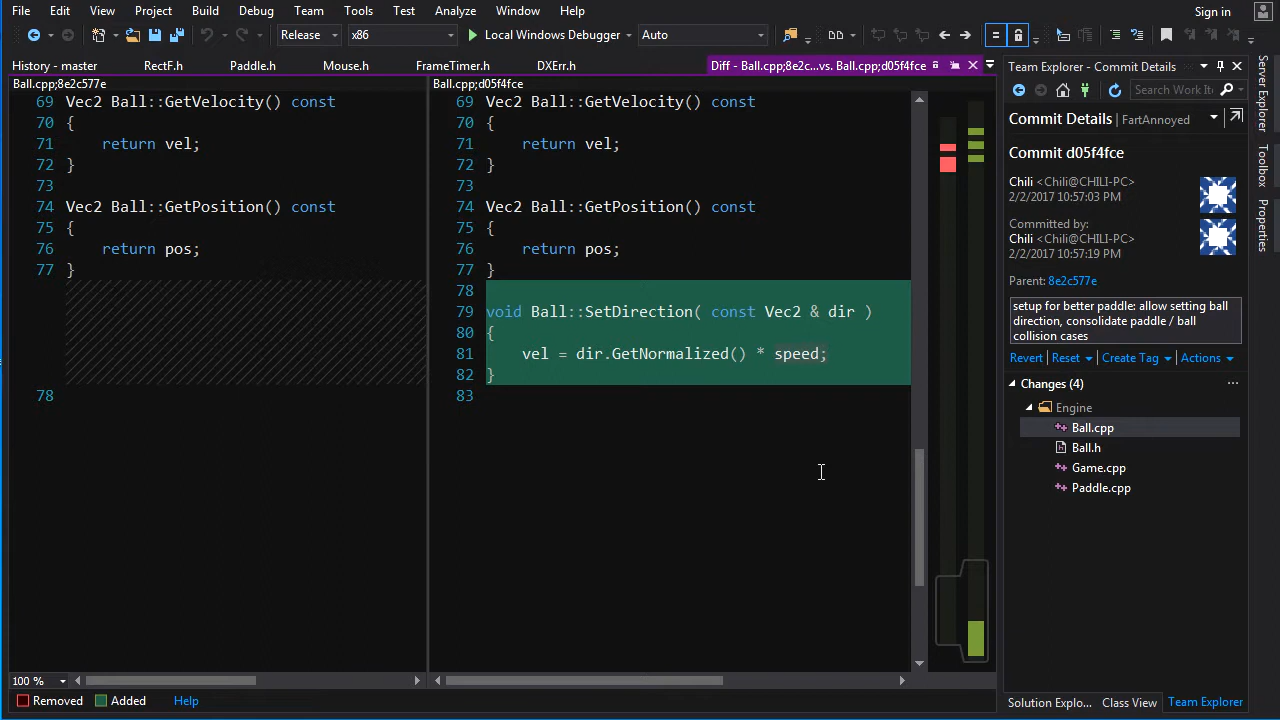 File Edit View Project Build Debug Team Tools Test Analyze Window Help Sign in
Release x86 Local Windows Debugger Auto
History - master RectF.h Paddle.h Mouse.h FrameTimer.h DXErr.h Diff - Ball.cpp;8e2c...vs. Ball.cpp;d05f4fce
Ball.cpp;8e2c577e
69 Vec2 Ball::GetVelocity() const
70 {
71 return vel;
72 }
73
74 Vec2 Ball::GetPosition() const
75 {
76 return pos;
77 }
78
Ball.cpp;d05f4fce
69 Vec2 Ball::GetVelocity() const
70 {
71 return vel;
72 }
73
74 Vec2 Ball::GetPosition() const
75 {
76 return pos;
77 }
78
79 void Ball::SetDirection( const Vec2 & dir )
80 {
81 vel = dir.GetNormalized() * speed;
82 }
83
100 %
Removed Added Help
Team Explorer - Commit Details
Search Work It
Commit Details | FartAnnoyed
Commit d05f4fce
Chili <Chili@CHILI-PC>
2/2/2017 10:57:03 PM
Committed by:
Chili <Chili@CHILI-PC>
2/2/2017 10:57:19 PM
Parent: 8e2c577e
setup for better paddle: allow setting ball
direction, consolidate paddle / ball
collision cases
Revert Reset Create Tag Actions
Changes (4)
Engine
Ball.cpp
Ball.h
Game.cpp
Paddle.cpp
Solution Explo... Class View Team Explorer
Server Explorer
Toolbox
Properties